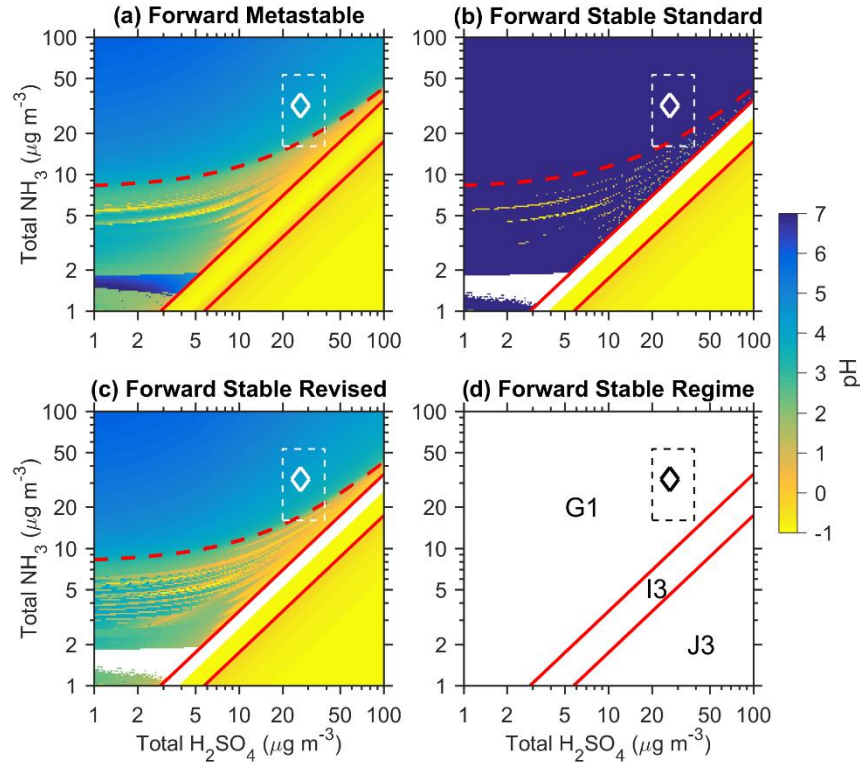 (a) Forward Metastable
(b) Forward Stable Standard
100
50
20
10
5
2
1
Total NH₃ (μg m⁻³)
1 2 5 10 20 50 100
100
50
20
10
5
2
1
1 2 5 10 20 50 100
(c) Forward Stable Revised
(d) Forward Stable Regime
100
50
20
10
5
2
1
Total NH₃ (μg m⁻³)
1 2 5 10 20 50 100
Total H₂SO₄ (μg m⁻³)
100
50
20
10
5
2
1
G1
I3
J3
1 2 5 10 20 50 100
Total H₂SO₄ (μg m⁻³)
7
6
5
4
3
2
1
0
-1
pH